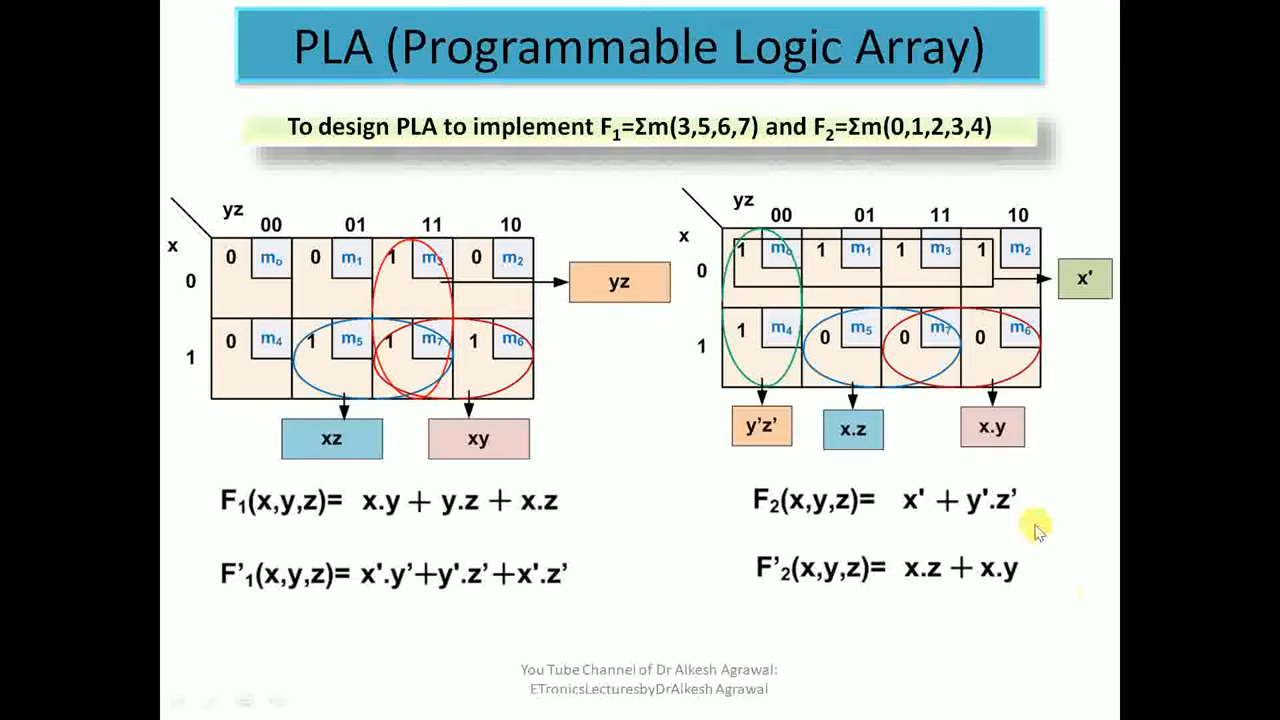 PLA (Programmable Logic Array)
To design PLA to implement F₁=Σm(3,5,6,7) and F₂=Σm(0,1,2,3,4)
yz
00 01 11 10
x
0 0 m₀ 0 m₁ 1 m₃ 0 m₂
yz
1 0 m₄ 1 m₅ 1 m₇ 1 m₆
xz xy
yz
00 01 11 10
x
0 1 m₀ 1 m₁ 1 m₃ 1 m₂
x'
1 1 m₄ 0 m₅ 0 m₇ 0 m₆
y’z’ x.z x.y
F₁(x,y,z)= x.y + y.z + x.z
F₂(x,y,z)= x' + y'.z’
F’₁(x,y,z)= x'.y’+y'.z’+x'.z’
F’₂(x,y,z)= x.z + x.y
You Tube Channel of Dr Alkesh Agrawal:
ETronicsLecturesbyDrAlkesh Agrawal